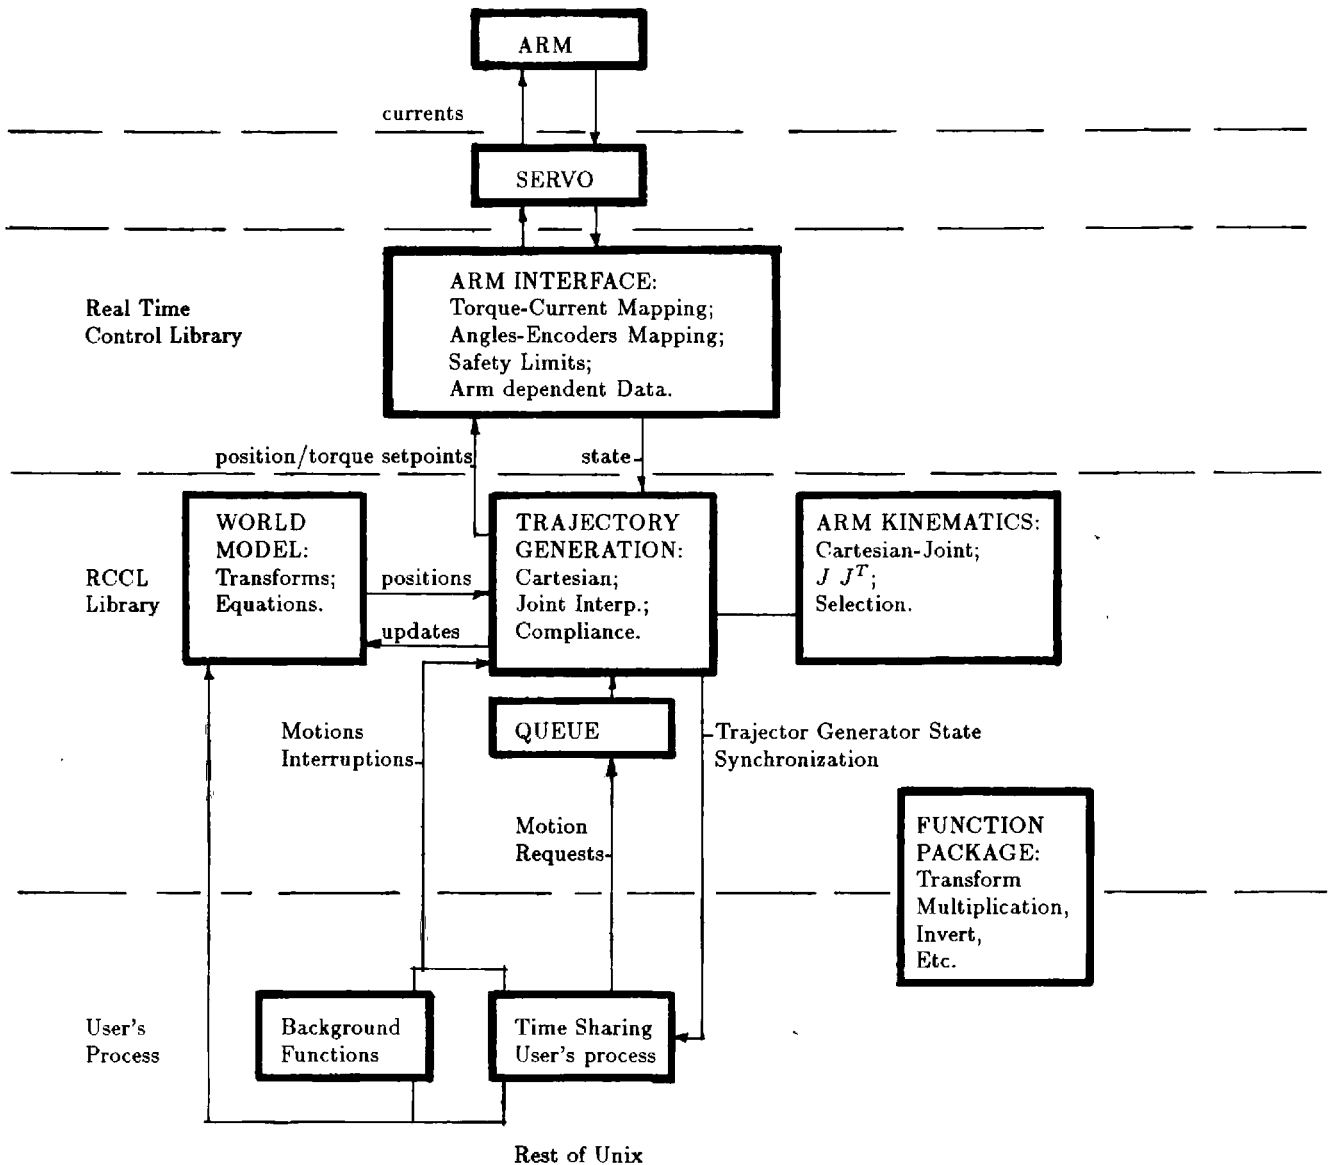 ARM
currents
SERVO
Real Time
Control Library
ARM INTERFACE:
Torque-Current Mapping;
Angles-Encoders Mapping;
Safety Limits;
Arm dependent Data.
position/torque setpoints
state
RCCL
Library
WORLD
MODEL:
Transforms;
Equations.
positions
updates
TRAJECTORY
GENERATION:
Cartesian;
Joint Interp.;
Compliance.
ARM KINEMATICS:
Cartesian-Joint;
J J^T;
Selection.
Motions
Interruptions
QUEUE
Trajector Generator State
Synchronization
Motion
Requests
FUNCTION
PACKAGE:
Transform
Multiplication,
Invert,
Etc.
User's
Process
Background
Functions
Time Sharing
User's process
Rest of Unix